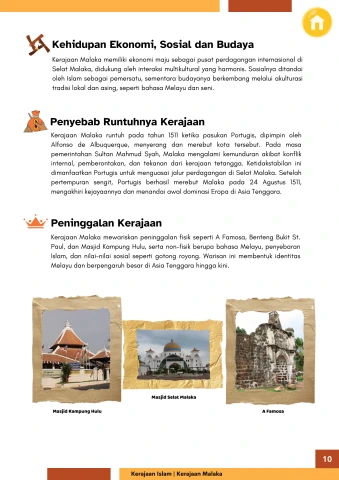 Kehidupan Ekonomi, Sosial dan Budaya
Kerajaan Malaka memiliki ekonomi maju sebagai pusat perdagangan internasional di
Selat Malaka, didukung oleh interaksi multikultural yang harmonis. Sosialnya ditandai
oleh Islam sebagai pemersatu, sementara budayanya berkembang melalui akulturasi
tradisi lokal dan asing, seperti bahasa Melayu dan seni.
Penyebab Runtuhnya Kerajaan
Kerajaan Malaka runtuh pada tahun 1511 ketika pasukan Portugis, dipimpin oleh
Alfonso de Albuquerque, menyerang dan merebut kota tersebut. Pada masa
pemerintahan Sultan Mahmud Syah, Malaka mengalami kemunduran akibat konflik
internal, pemberontakan, dan tekanan dari kerajaan tetangga. Ketidakstabilan ini
dimanfaatkan Portugis untuk menguasai jalur perdagangan di Selat Malaka. Setelah
pertempuran sengit, Portugis berhasil merebut Malaka pada 24 Agustus 1511,
mengakhiri kejayaannya dan menandai awal dominasi Eropa di Asia Tenggara.
Peninggalan Kerajaan
Kerajaan Malaka mewariskan peninggalan fisik seperti A Famosa, Benteng Bukit St.
Paul, dan Masjid Kampung Hulu, serta non-fisik berupa bahasa Melayu, penyebaran
Islam, dan nilai-nilai sosial seperti gotong royong. Warisan ini membentuk identitas
Melayu dan berpengaruh besar di Asia Tenggara hingga kini.
Masjid Selat Malaka
Masjid Kampung Hulu
A Famosa
10
Kerajaan Islam | Kerajaan Malaka